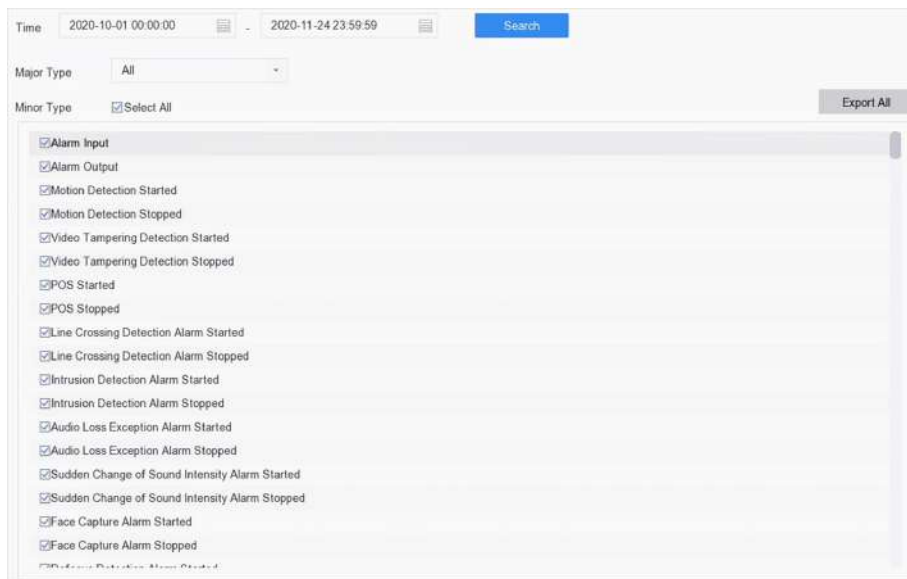 Time 2020-10-01 00:00:00 - 2020-11-24 23:59:59 Search
Major Type All
Minor Type Select All Export All
Alarm Input
Alarm Output
Motion Detection Started
Motion Detection Stopped
Video Tampering Detection Started
Video Tampering Detection Stopped
POS Started
POS Stopped
Line Crossing Detection Alarm Started
Line Crossing Detection Alarm Stopped
Intrusion Detection Alarm Started
Intrusion Detection Alarm Stopped
Audio Loss Exception Alarm Started
Audio Loss Exception Alarm Stopped
Sudden Change of Sound Intensity Alarm Started
Sudden Change of Sound Intensity Alarm Stopped
Face Capture Alarm Started
Face Capture Alarm Stopped
Defocus Detection Alarm Started